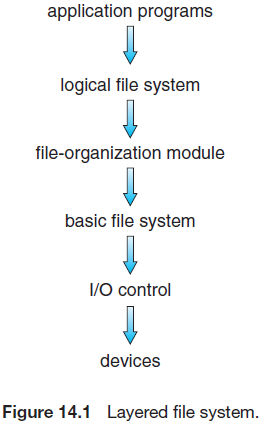 application programs
logical file system
file-organization module
basic file system
I/O control
devices
Figure 14.1 Layered file system.